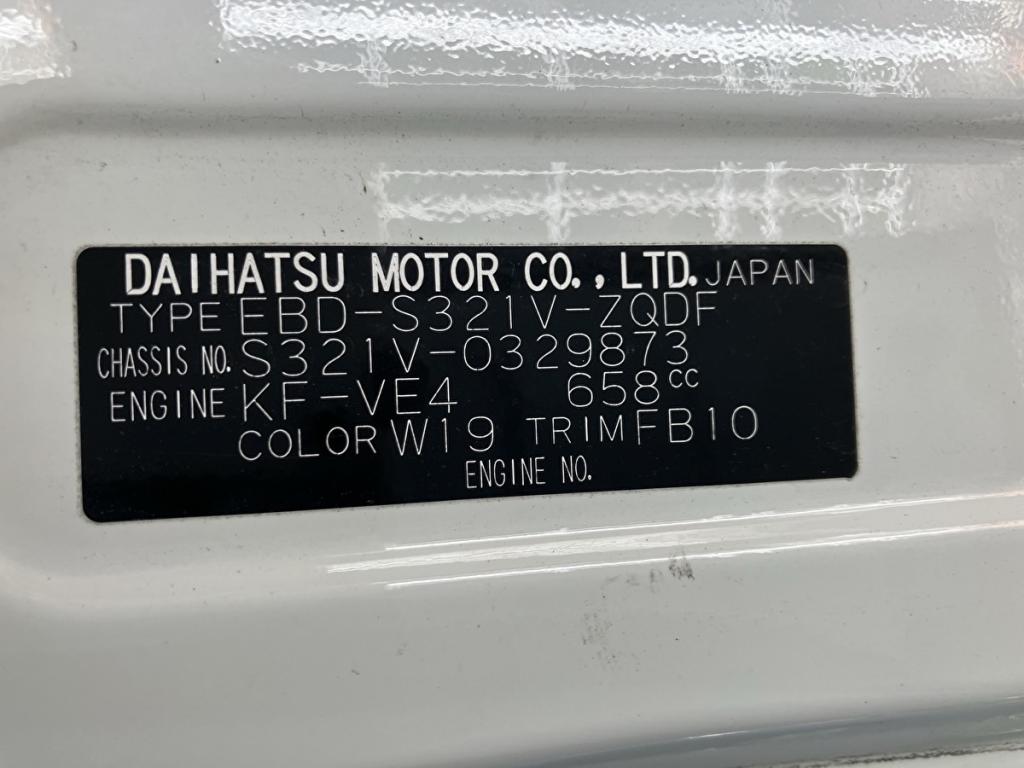 DAIHATSU MOTOR CO., LTD. JAPAN
TYPE EBD-S321V-ZQDF
CHASSIS NO. S321V-0329873
ENGINE KF-VE4 658cc
COLOR W19 TRIM FB10
ENGINE NO.